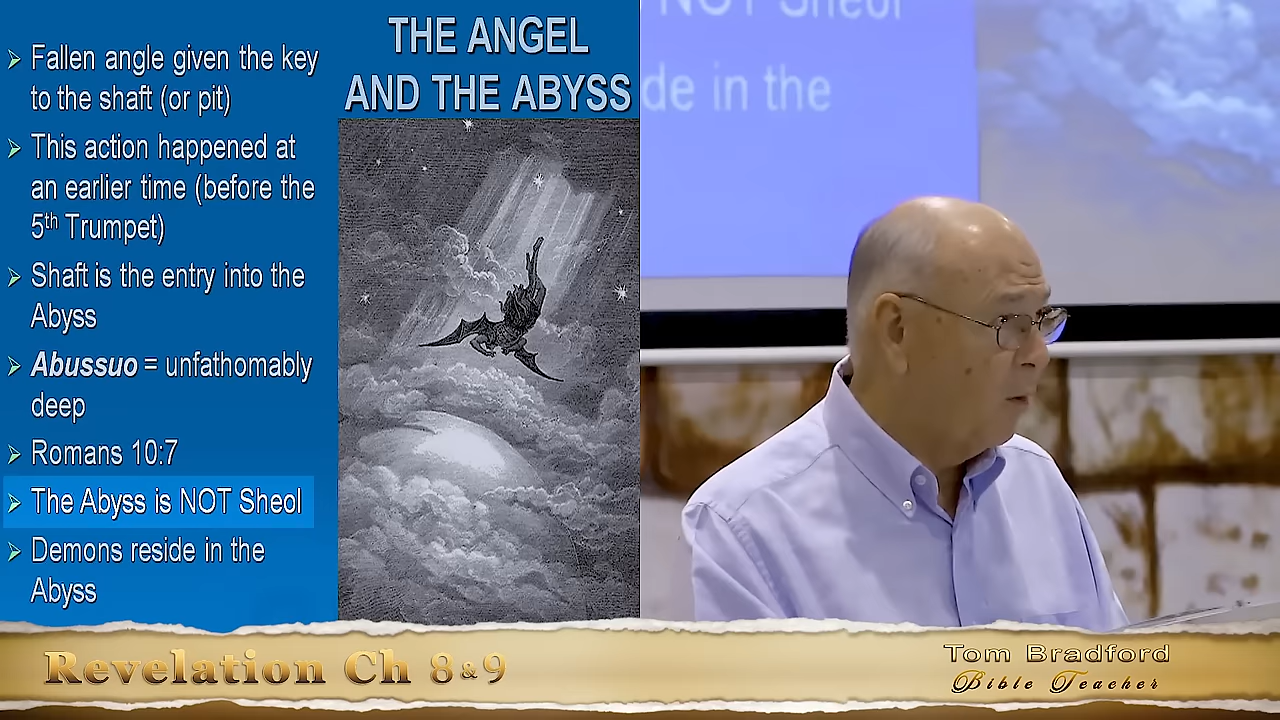 THE ANGEL
AND THE ABYSS
Fallen angle given the key
to the shaft (or pit)
This action happened at
an earlier time (before the
5th Trumpet)
Shaft is the entry into the
Abyss
Abussuo = unfathomably
deep
Romans 10:7
The Abyss is NOT Sheol
Demons reside in the
Abyss
NOT Sheol
de in the
Revelation Ch 8&9
Tom Bradford
Bible Teacher